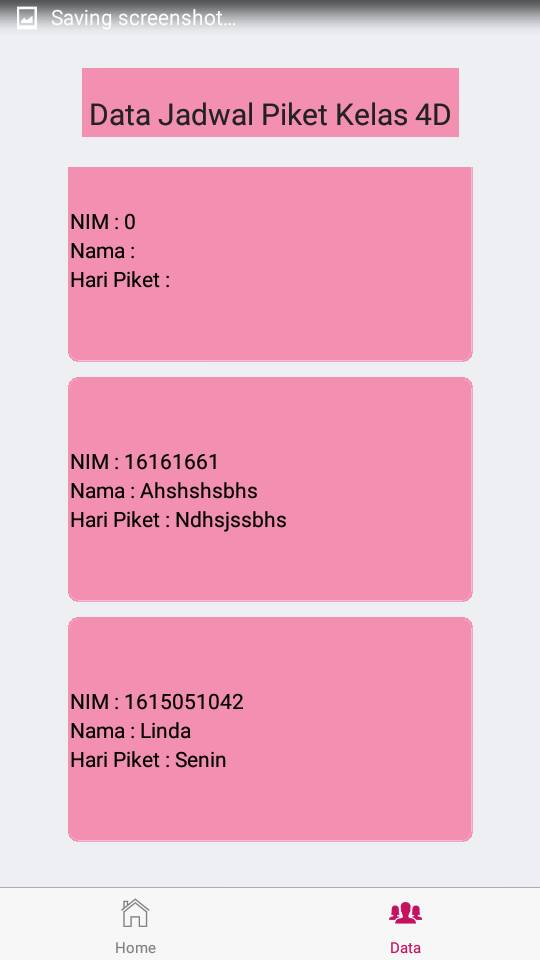 Saving screenshot...
Data Jadwal Piket Kelas 4D
NIM : 0
Nama :
Hari Piket :
NIM : 16161661
Nama : Ahshshsbhs
Hari Piket : Ndhsjssbhs
NIM : 1615051042
Nama : Linda
Hari Piket : Senin
Home
Data